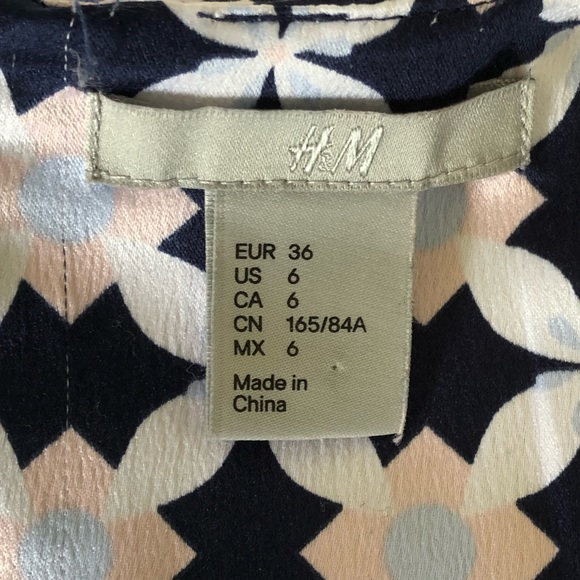 H&M
EUR 36
US 6
CA 6
CN 165/84A
MX 6
Made in
China